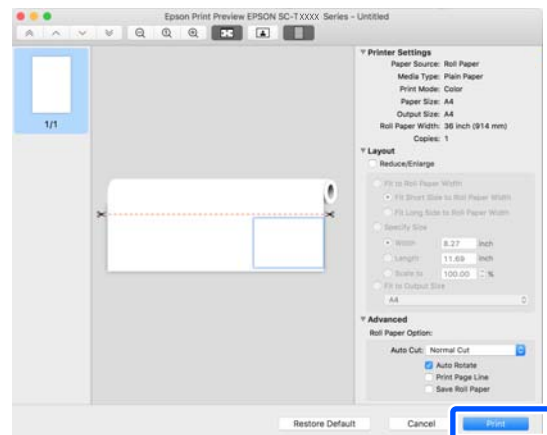 Epson Print Preview EPSON SC-TXXXX Series - Untitled
1/1
Printer Settings
Paper Source: Roll Paper
Media Type: Plain Paper
Print Mode: Color
Paper Size: A4
Output Size: A4
Roll Paper Width: 36 inch (914 mm)
Copies: 1
Layout
Reduce/Enlarge
Fit to Roll Paper Width
Fit Short Side to Roll Paper Width
Fit Long Side to Roll Paper Width
Specify Size
Width 8.27 inch
Length 11.69 inch
Scale to 100.00 %
Fit to Output Size
A4
Advanced
Roll Paper Option:
Auto Cut: Normal Cut
Auto Rotate
Print Page Line
Save Roll Paper
Restore Default Cancel Print